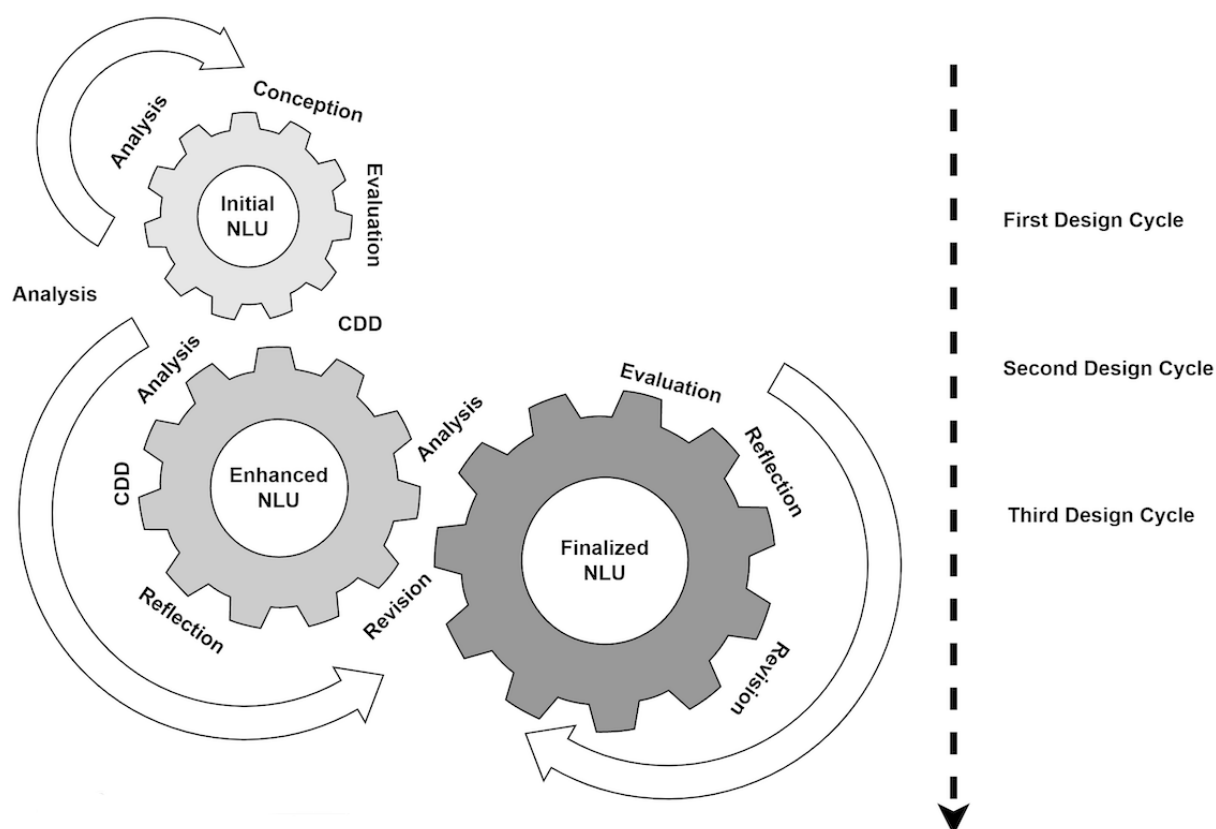 Conception
Analysis
Evaluation
Initial
NLU
First Design Cycle
Analysis
CDD
Analysis
Second Design Cycle
Evaluation
Analysis
Reflection
CDD
Enhanced
NLU
Third Design Cycle
Finalized
NLU
Reflection
Revision
Revision